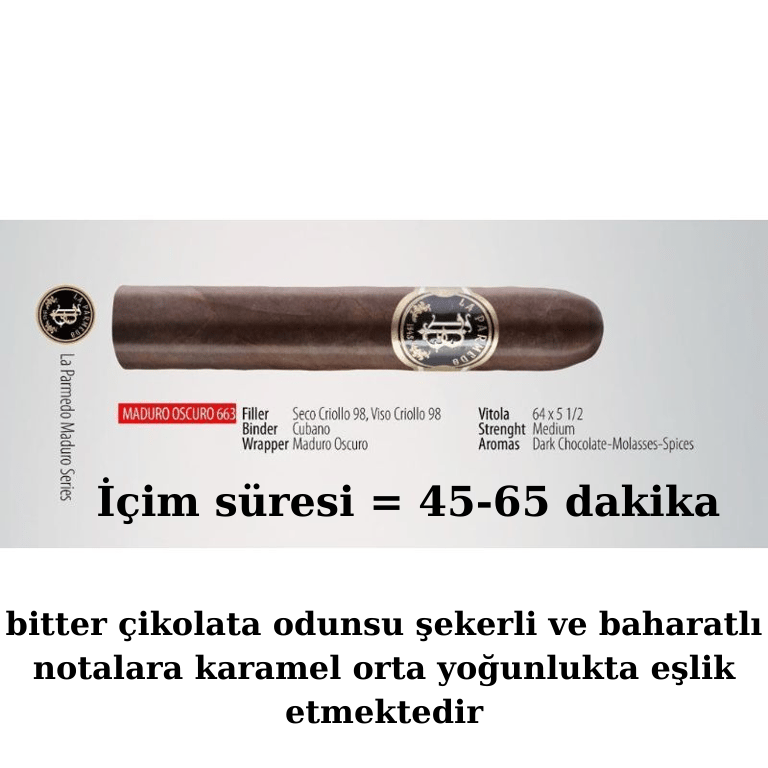 LA PARMEDO
1948
La Parmedo Maduro Series
MADURO OSCURO 663
Filler Seco Criollo 98, Viso Criollo 98
Binder Cubano
Wrapper Maduro Oscuro
Vitola 64 x 5 1/2
Strenght Medium
Aromas Dark Chocolate-Molasses-Spices
İçim süresi = 45-65 dakika
bitter çikolata odunsu şekerli ve baharatlı
notalara karamel orta yoğunlukta eşlik
etmektedir